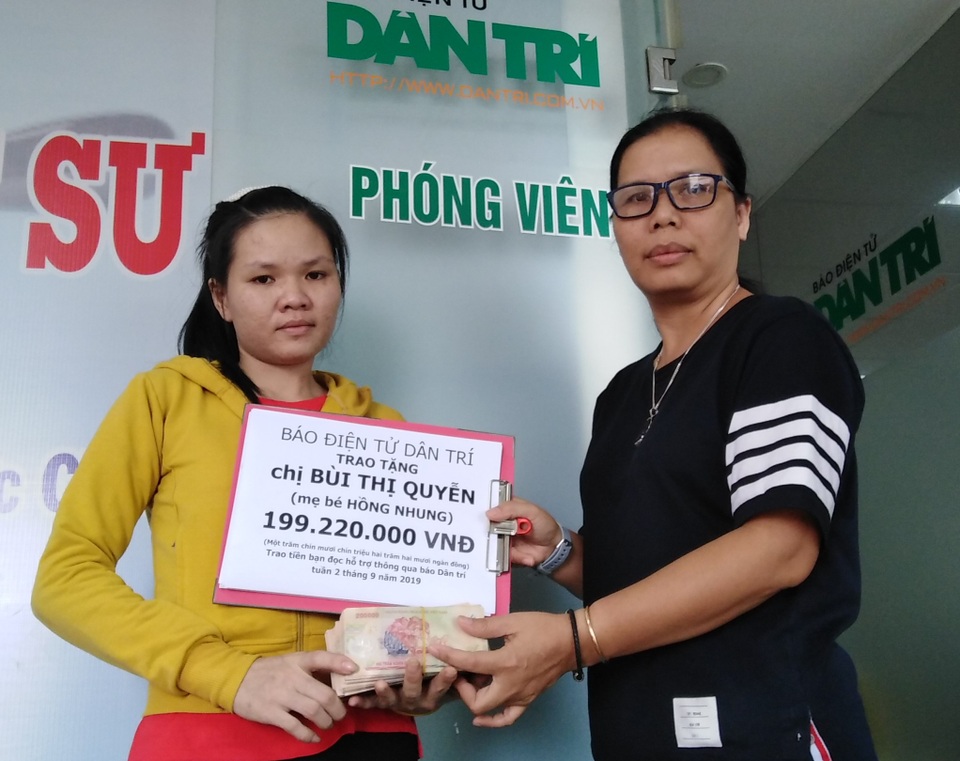 ĐIỆN TỬ
DÂN TRÍ
HTTP://WWW.DANTRI.COM.VN
SƯ
PHÓNG VIÊN
BÁO ĐIỆN TỬ
DÂN TRÍ
BÁO ĐIỆN TỬ DÂN TRÍ
TRAO TẶNG
chị BÙI THỊ QUYỄN
(mẹ bé HỒNG NHUNG)
199.220.000 VNĐ
(Một trăm chín mươi chín triệu hai trăm hai mươi ngàn đồng)
Trao tiền bạn đọc hỗ trợ thông qua báo Dân trí
tuần 2 tháng 9 năm 2019